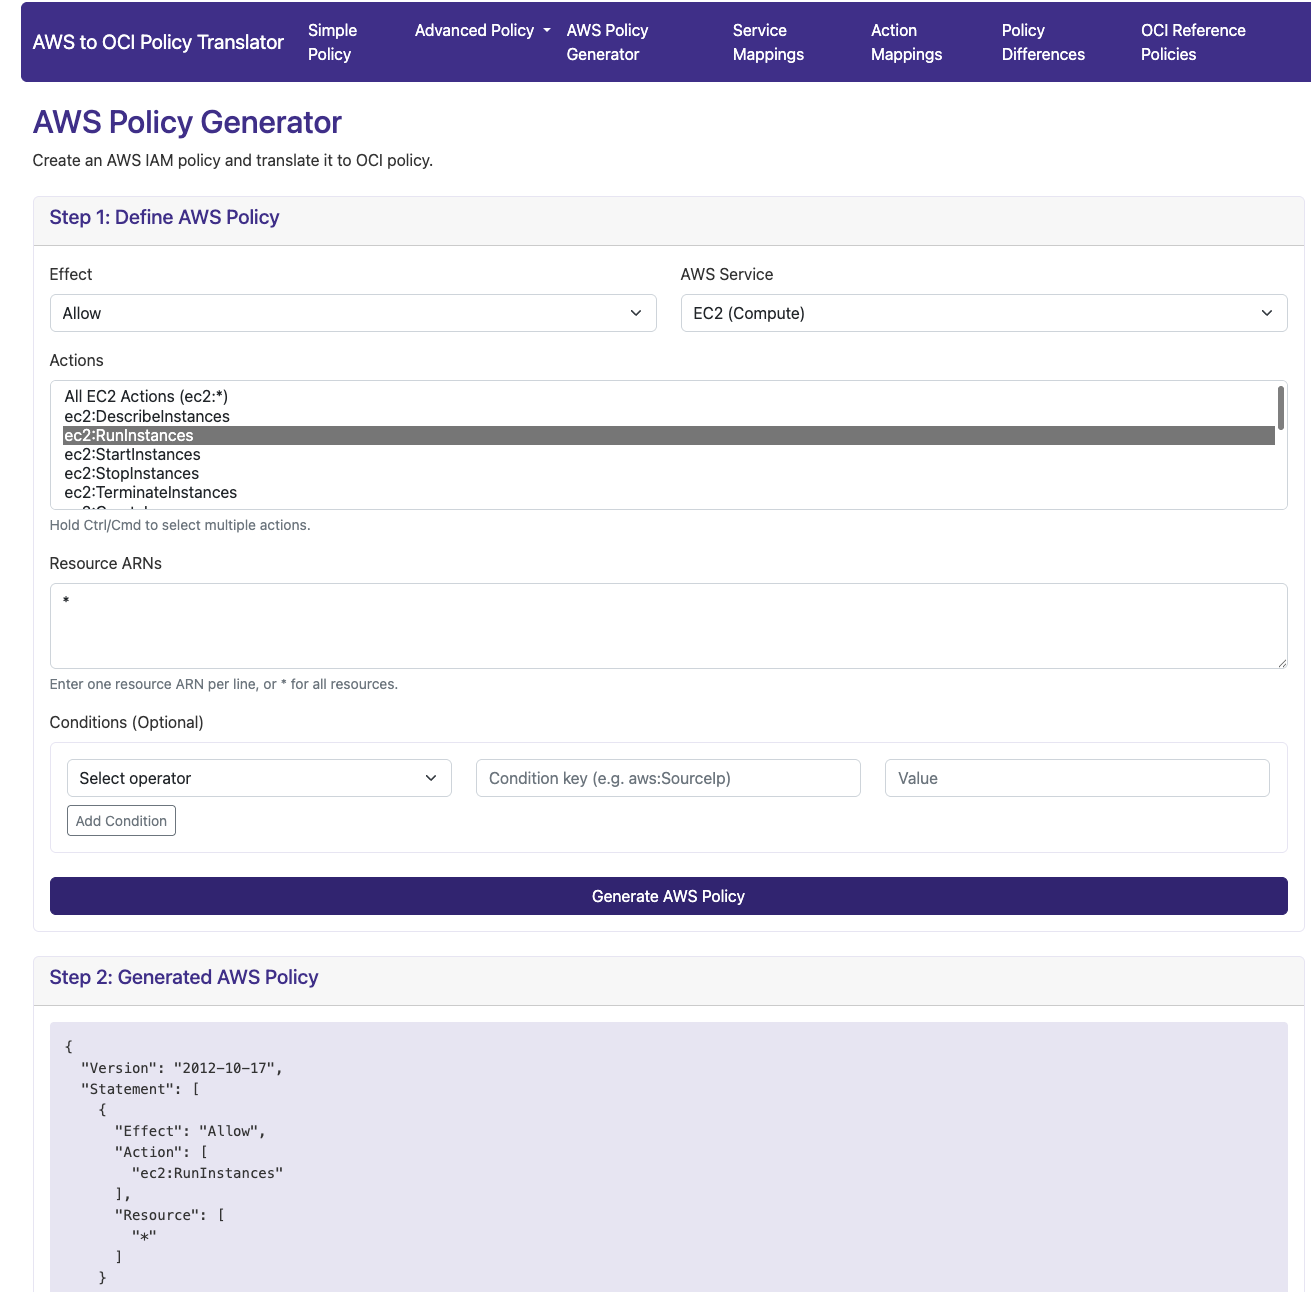 AWS to OCI Policy Translator
Simple
Policy
Advanced Policy
AWS Policy
Generator
Service
Mappings
Action
Mappings
Policy
Differences
OCI Reference
Policies
AWS Policy Generator
Create an AWS IAM policy and translate it to OCI policy.
Step 1: Define AWS Policy
Effect
AWS Service
Allow
EC2 (Compute)
Actions
All EC2 Actions (ec2:*)
ec2:DescribeInstances
ec2:RunInstances
ec2:StartInstances
ec2:StopInstances
ec2:TerminateInstances
Hold Ctrl/Cmd to select multiple actions.
Resource ARNs
*
Enter one resource ARN per line, or * for all resources.
Conditions (Optional)
Select operator
Condition key (e.g. aws:SourceIp)
Value
Add Condition
Generate AWS Policy
Step 2: Generated AWS Policy
{
  "Version": "2012-10-17",
  "Statement": [
    {
      "Effect": "Allow",
      "Action": [
        "ec2:RunInstances"
      ],
      "Resource": [
        "*"
      ]
    }